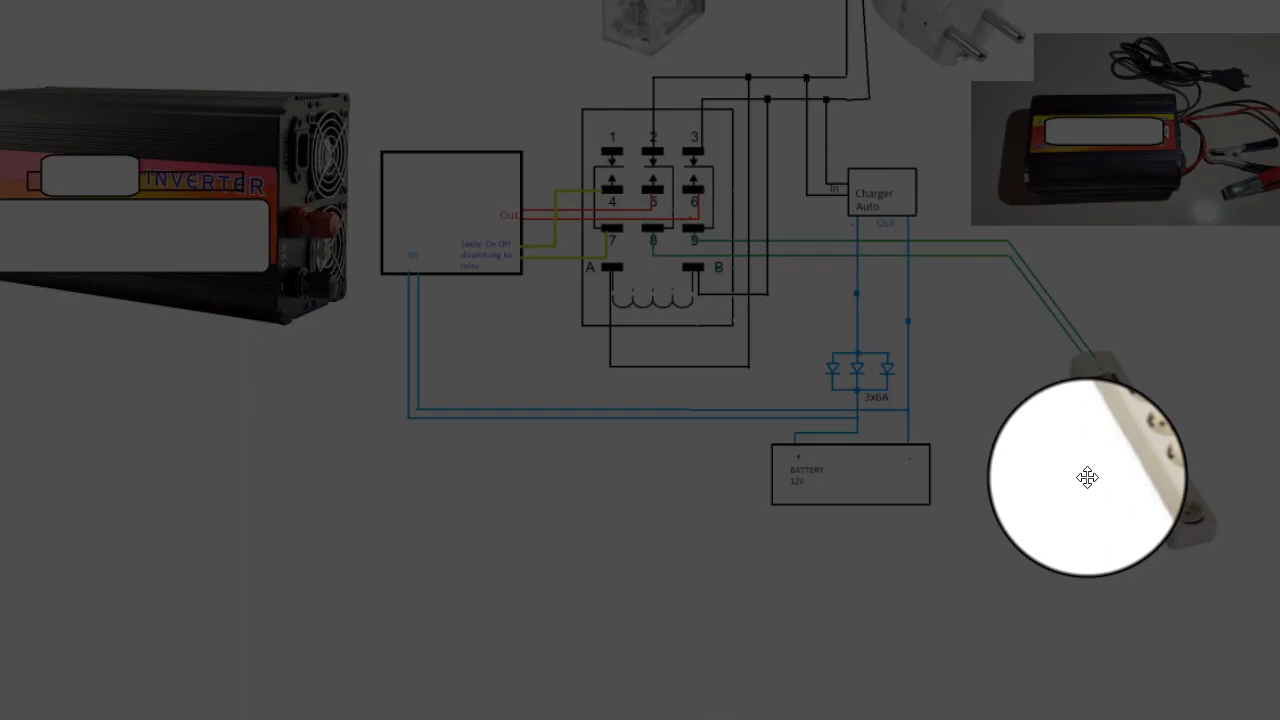 INVERTER
1 2 3
4 5 6
7 8 9
A B
Out
In
Saklar On Off
disambung ke
relay
In
Charger
Auto
- Out
3x6A
+ -
BATTERY
12V